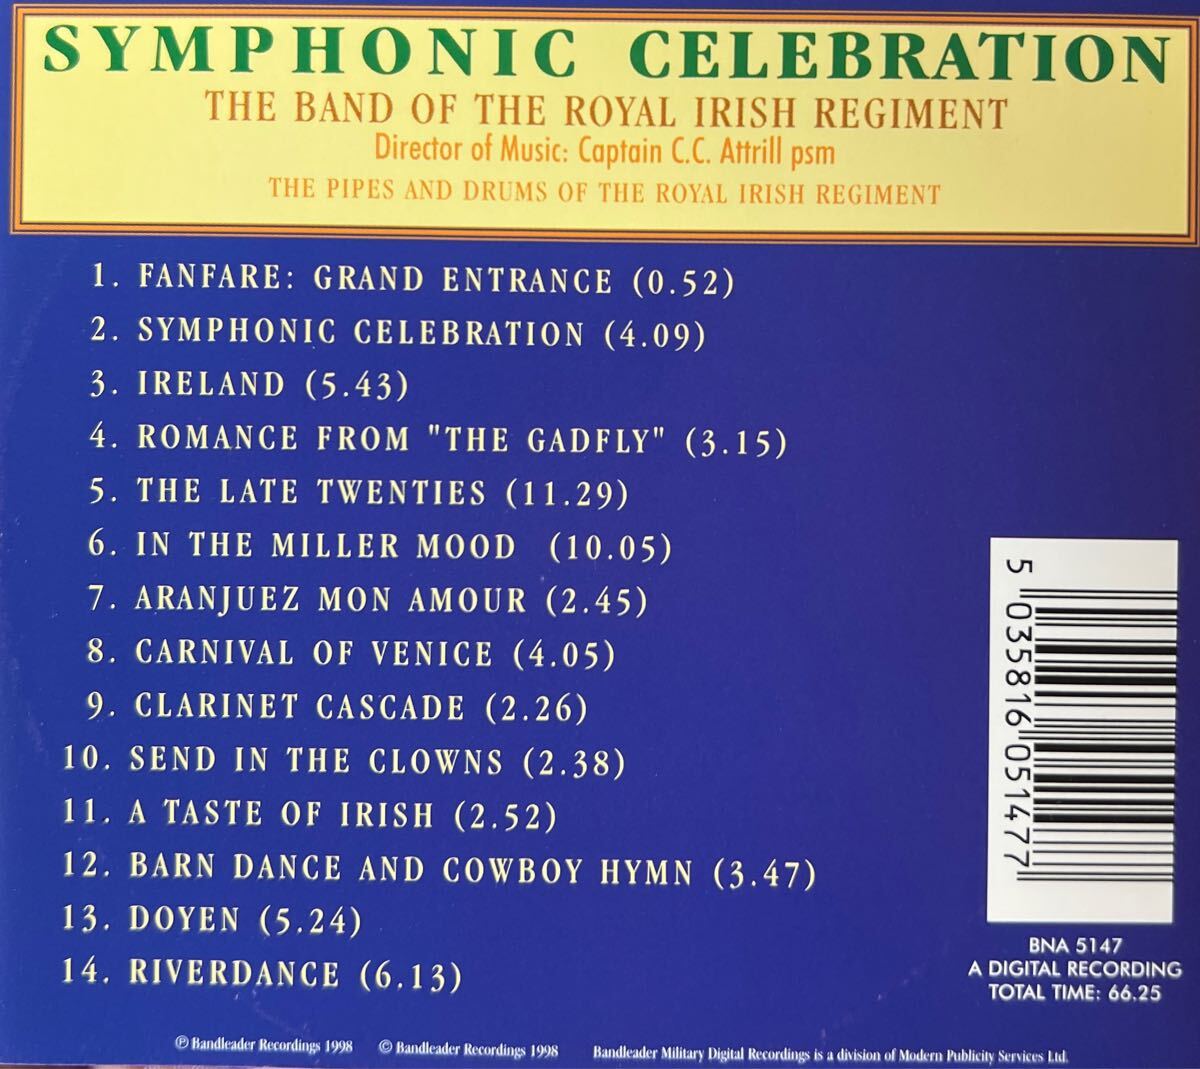 SYMPHONIC CELEBRATION
THE BAND OF THE ROYAL IRISH REGIMENT
Director of Music: Captain C.C. Attrill psm
THE PIPES AND DRUMS OF THE ROYAL IRISH REGIMENT
1. FANFARE: GRAND ENTRANCE (0.52)
2. SYMPHONIC CELEBRATION (4.09)
3. IRELAND (5.43)
4. ROMANCE FROM "THE GADFLY" (3.15)
5. THE LATE TWENTIES (11.29)
6. IN THE MILLER MOOD (10.05)
7. ARANJUEZ MON AMOUR (2.45)
8. CARNIVAL OF VENICE (4.05)
9. CLARINET CASCADE (2.26)
10. SEND IN THE CLOWNS (2.38)
11. A TASTE OF IRISH (2.52)
12. BARN DANCE AND COWBOY HYMN (3.47)
13. DOYEN (5.24)
14. RIVERDANCE (6.13)
5 035816 051477
BNA 5147
A DIGITAL RECORDING
TOTAL TIME: 66.25
℗ Bandleader Recordings 1998 © Bandleader Recordings 1998 Bandleader Military Digital Recordings is a division of Modern Publicity Services Ltd.